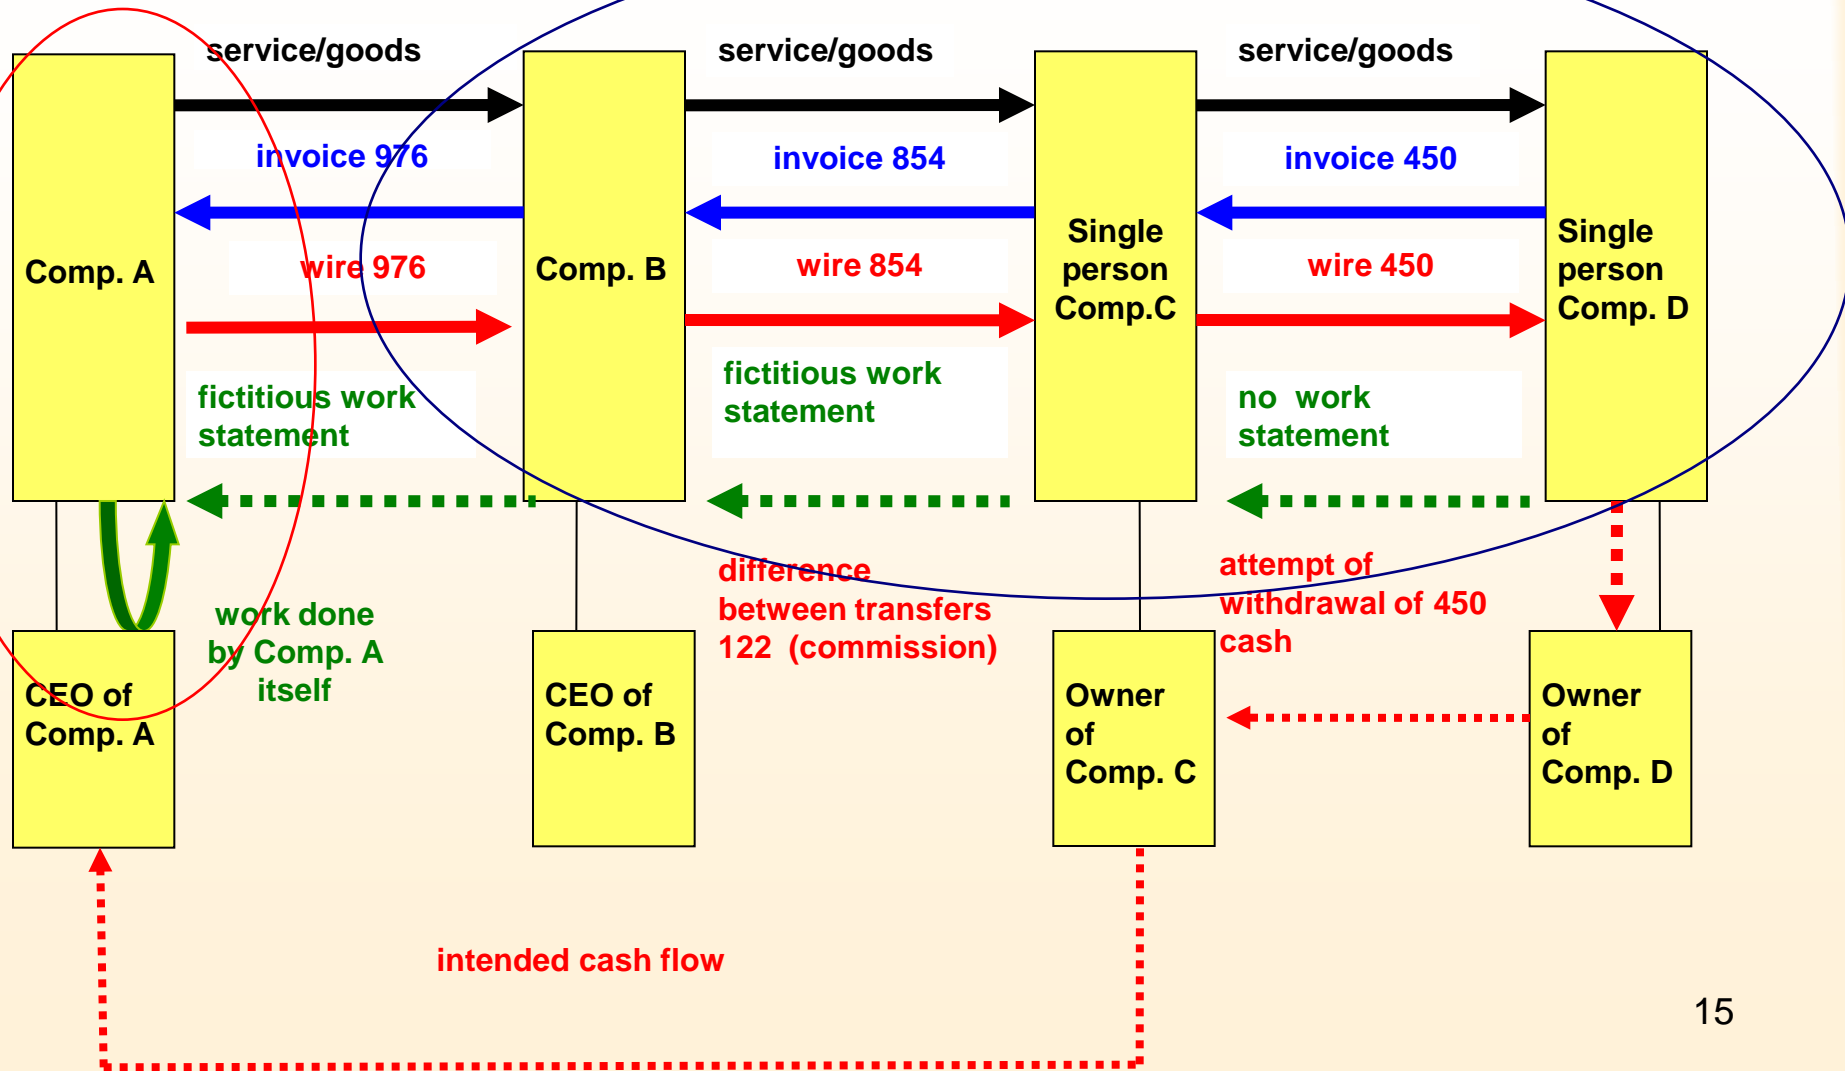 service/goods
service/goods
service/goods
invoice 976
invoice 854
invoice 450
Comp. A
wire 976
Comp. B
wire 854
Single
person
Comp.C
wire 450
Single
person
Comp. D
fictitious work
statement
fictitious work
statement
no work
statement
work done
by Comp. A
itself
difference
between transfers
122 (commission)
attempt of
withdrawal of 450
cash
CEO of
Comp. A
CEO of
Comp. B
Owner
of
Comp. C
Owner
of
Comp. D
intended cash flow
15